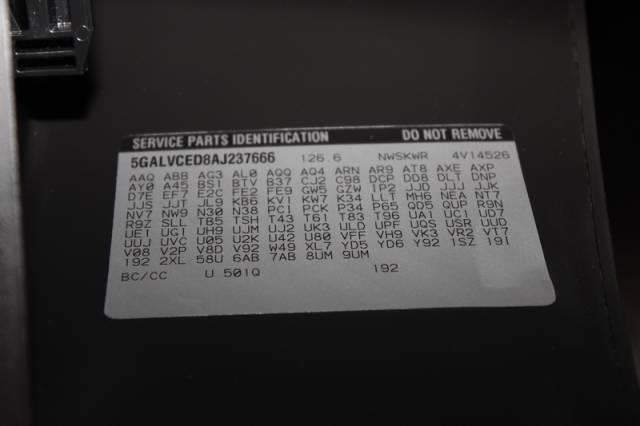 SERVICE PARTS IDENTIFICATION DO NOT REMOVE
5GALVCED8AJ237666 126.6 NWSKWR 4V14526
AAQ ABB AG3 AL0 AQQ AQ4 ARN AR9 AT8 AXE AXP
AY0 A45 BS1 BTV B37 CJ2 C98 DCP DD8 DLT DNP
D7E EF7 E2C FE2 FE9 GW5 GZW IP2 JJD JJJ JJK
JJS JJT JL9 KB6 KV1 KW7 K34 LLT MH6 NEA NT7
NV7 NW9 N30 N38 PCI PCK P34 P65 QD5 QUP R9N
R9Z SLL TB5 TSH T43 T61 T83 T96 UA1 UC1 UD7
UE1 UG1 UH9 UJM UJ2 UK3 ULD UPF UQS USR UUD
UUJ UVC U05 U2K U42 U80 VFF VH9 VK3 VR2 VT7
V08 V2P V8D V92 W49 XL7 YD5 YD6 Y92 1SZ 19I
192 2XL 58U 6AB 7AB 8UM 9UM
BC/CC U 501Q 192